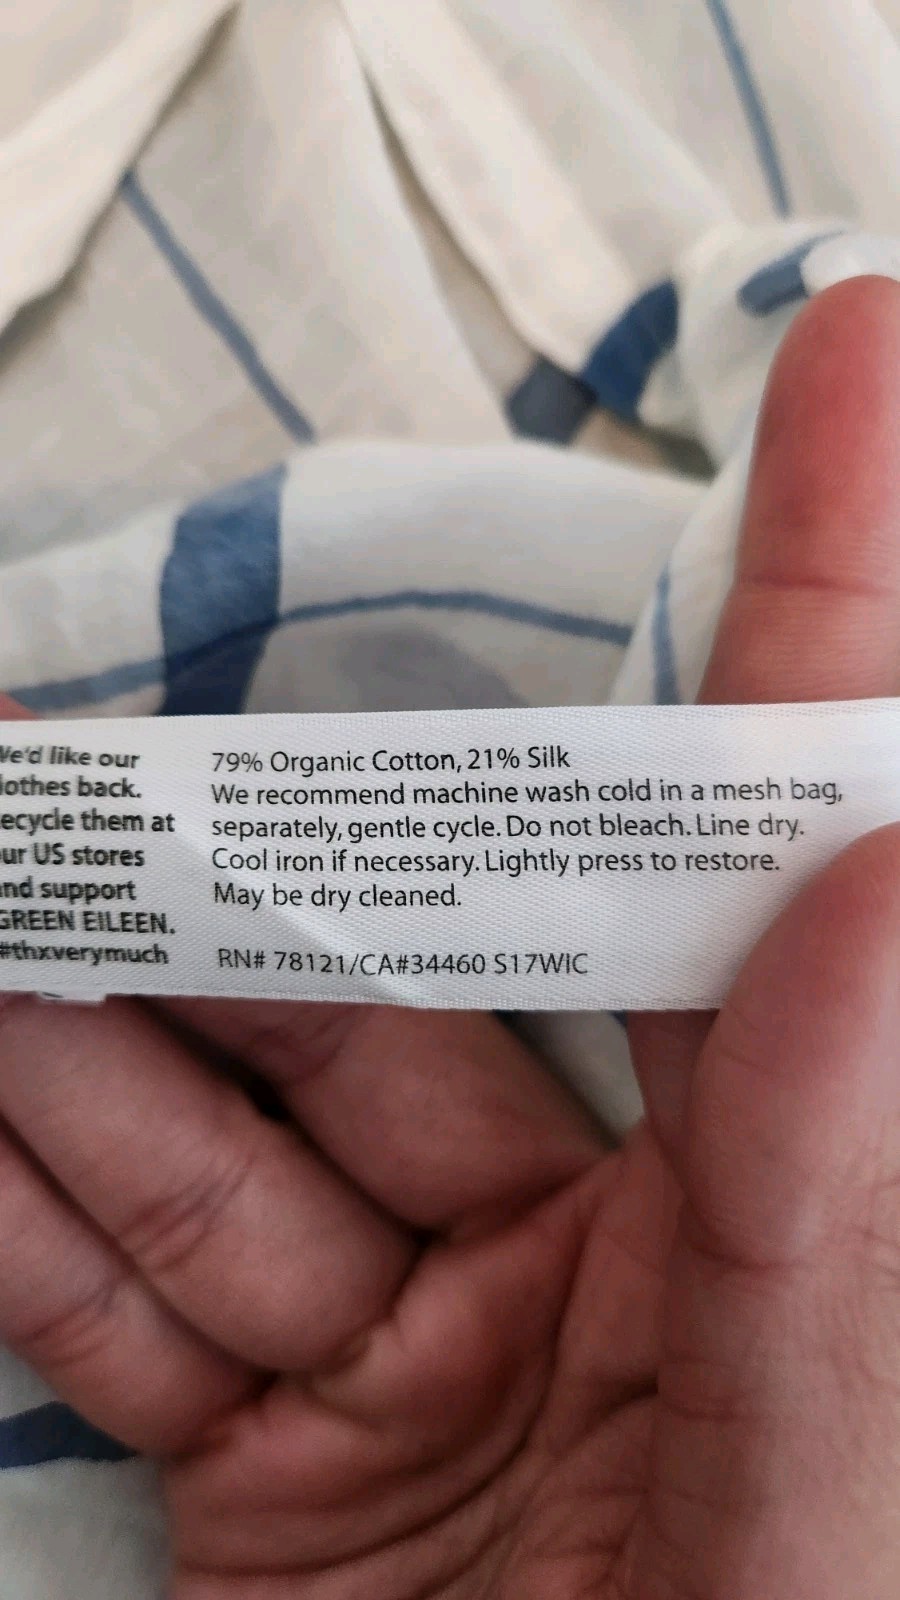 We'd like our
lothes back.
ecycle them at
ur US stores
nd support
GREEN EILEEN.
#thxverymuch
79% Organic Cotton, 21% Silk
We recommend machine wash cold in a mesh bag,
separately, gentle cycle. Do not bleach. Line dry.
Cool iron if necessary. Lightly press to restore.
May be dry cleaned.
RN# 78121/CA#34460 S17WIC